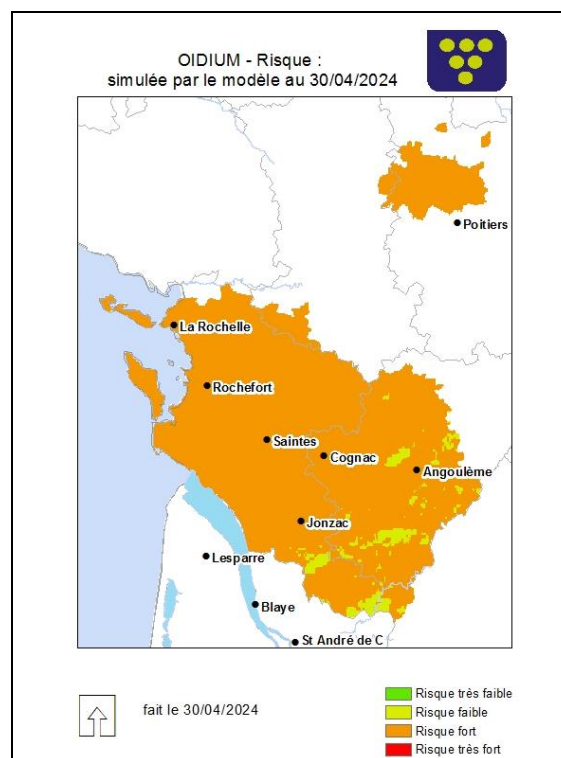 OIDIUM - Risque :
simulée par le modèle au 30/04/2024
Poitiers
La Rochelle
Rochefort
Saintes
Cognac
Angoulême
Jonzac
Lesparre
Blaye
St André de C
fait le 30/04/2024
Risque très faible
Risque faible
Risque fort
Risque très fort